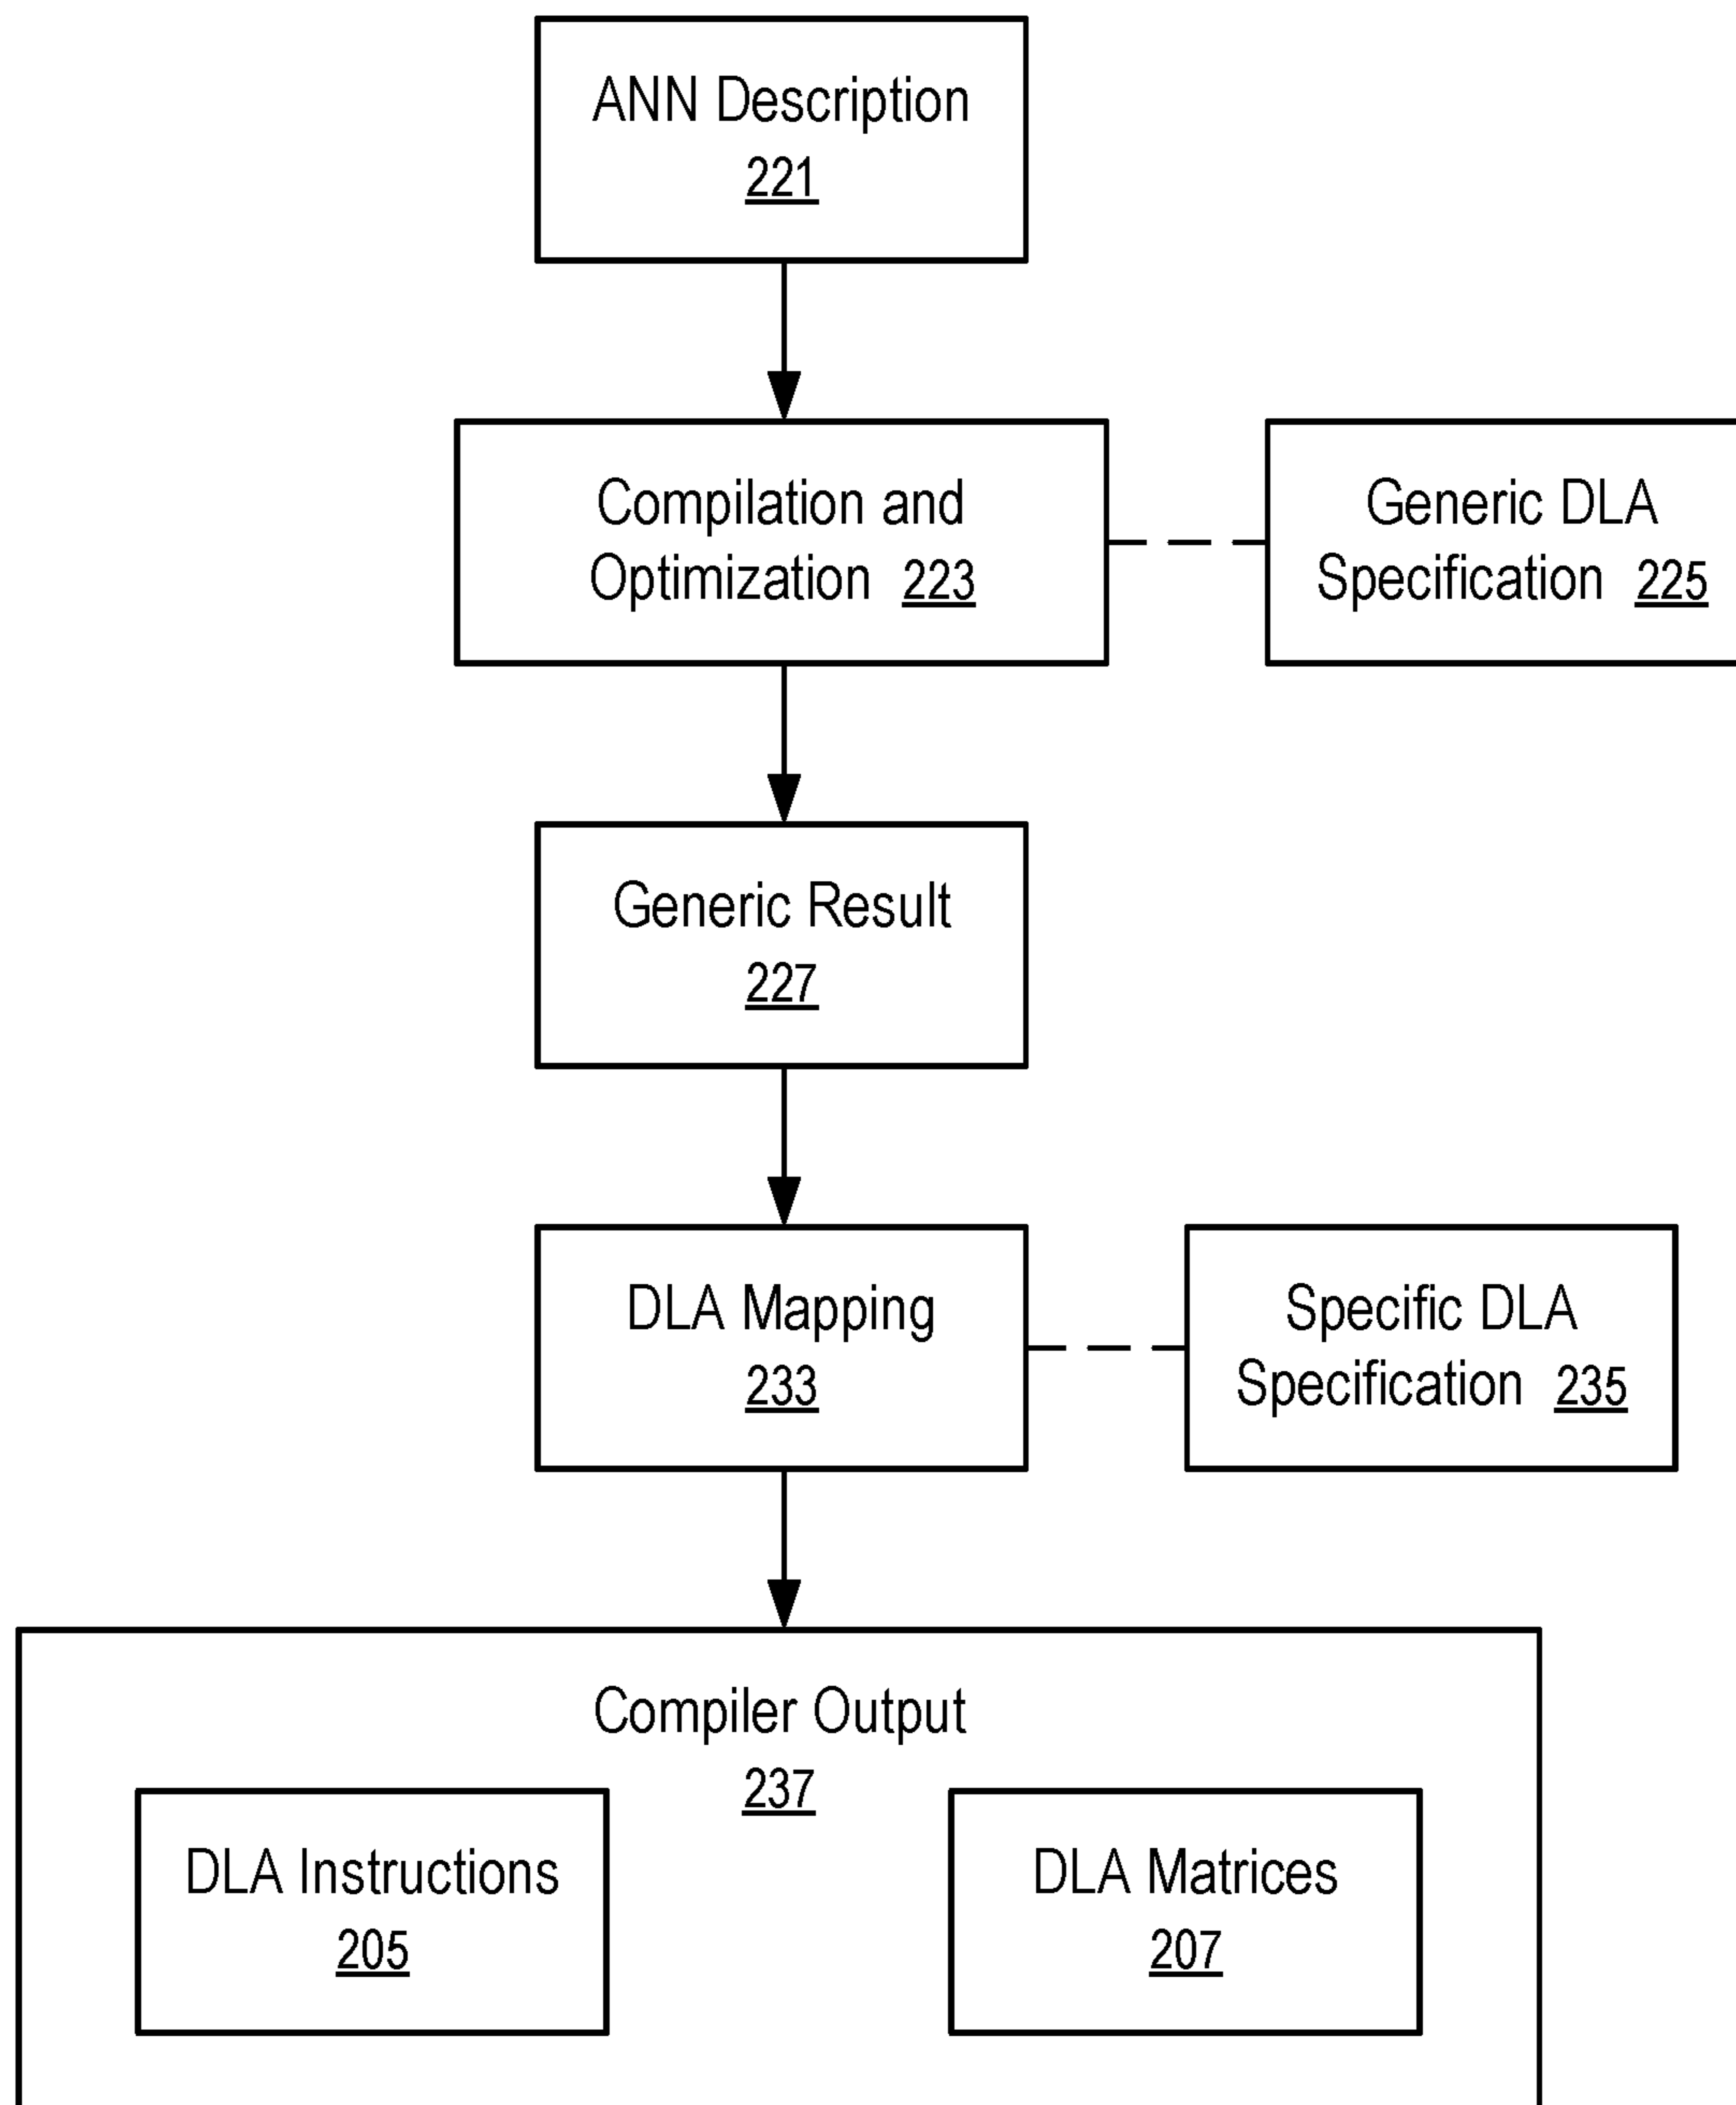 ANN Description
221
Compilation and
Optimization 223
Generic DLA
Specification 225
Generic Result
227
DLA Mapping
233
Specific DLA
Specification 235
Compiler Output
237
DLA Instructions
205
DLA Matrices
207